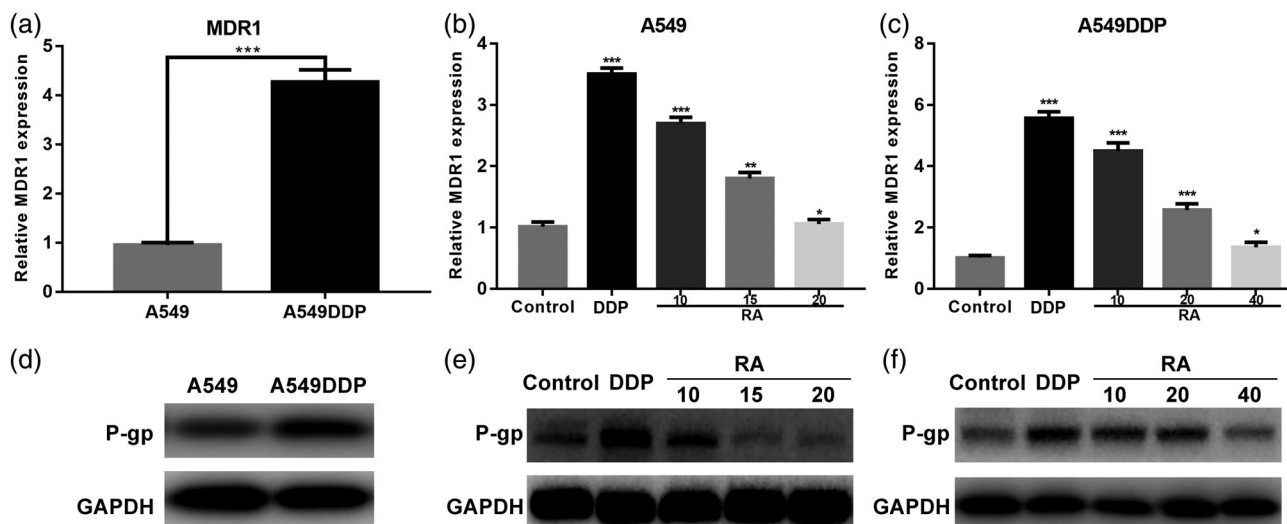 (a)
MDR1
Relative MDR1 expression
5
4
3
2
1
0
***
A549
A549DDP
(b)
A549
Relative MDR1 expression
4
3
2
1
0
***
***
**
*
Control
DDP
10
15
20
RA
(c)
A549DDP
Relative MDR1 expression
8
6
4
2
0
***
***
***
*
Control
DDP
10
20
40
RA
(d)
A549 A549DDP
P-gp
GAPDH
(e)
RA
Control DDP 10 15 20
P-gp
GAPDH
(f)
RA
Control DDP 10 20 40
P-gp
GAPDH